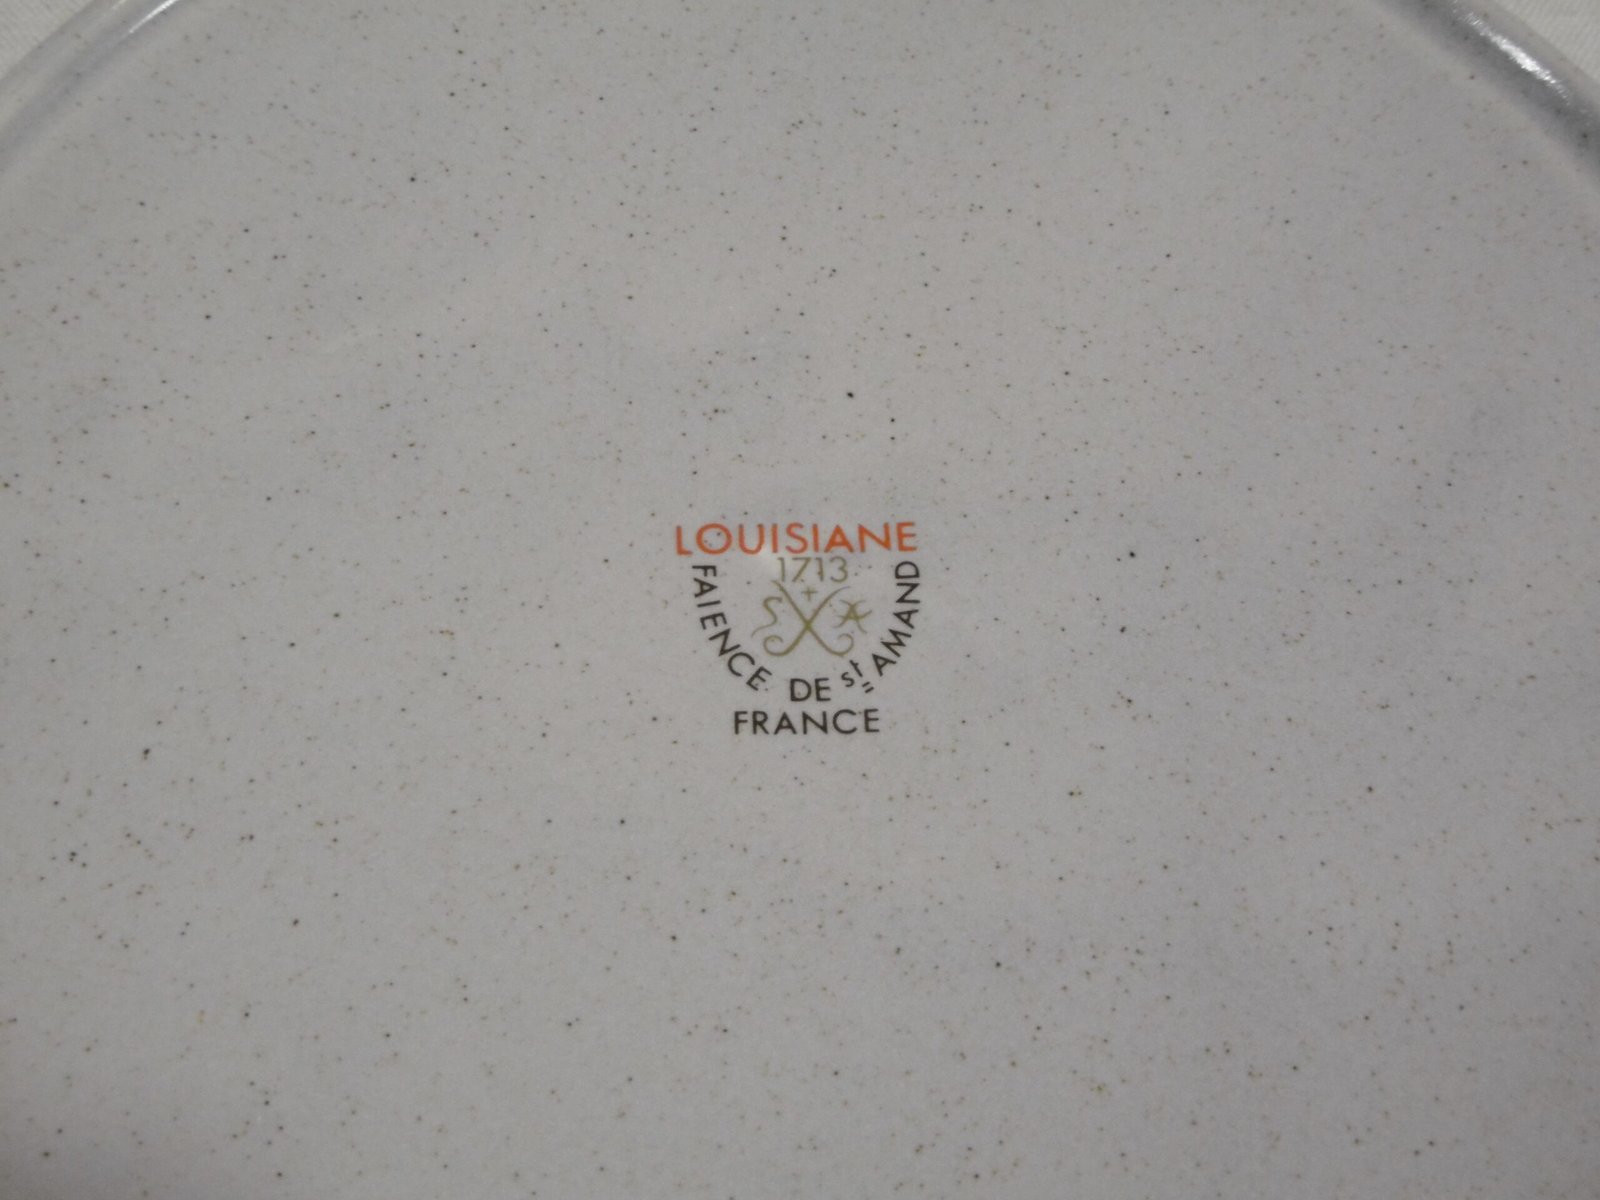 LOUISIANE
1713
S A
FAIENCE DE St AMAND
FRANCE